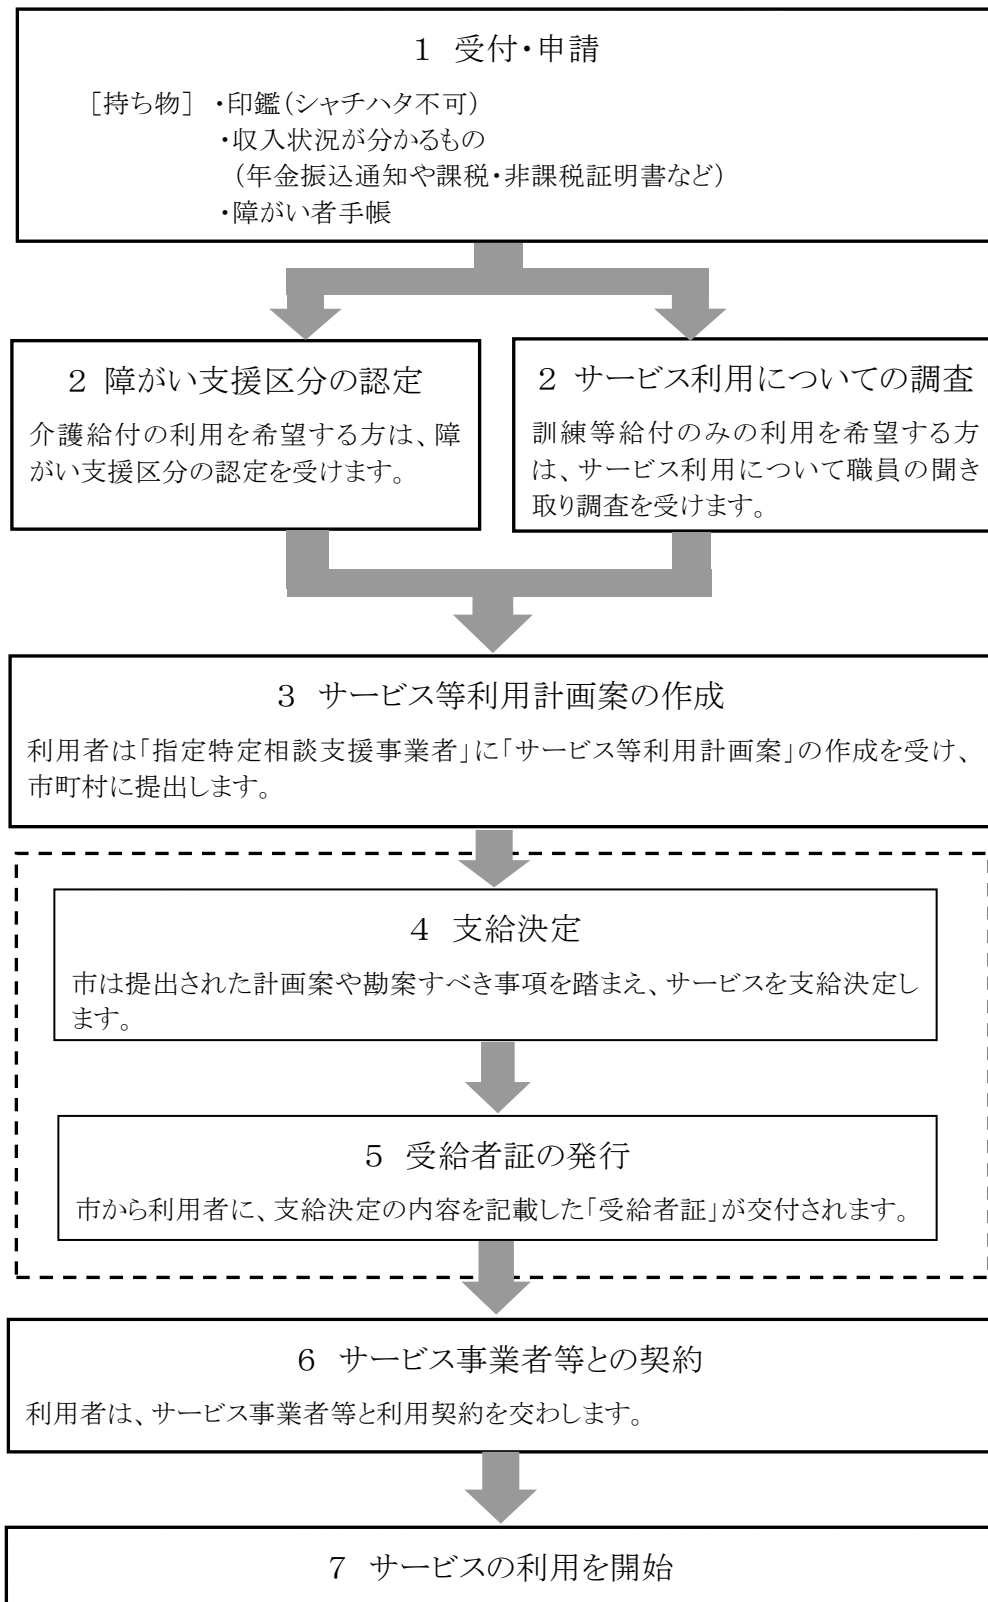 1 受付・申請
［持ち物］ ・印鑑（シャチハタ不可）
・収入状況が分かるもの
（年金振込通知や課税・非課税証明書など）
・障がい者手帳
2 障がい支援区分の認定
介護給付の利用を希望する方は、障
がい支援区分の認定を受けます。
2 サービス利用についての調査
訓練等給付のみの利用を希望する方
は、サービス利用について職員の聞き
取り調査を受けます。
3 サービス等利用計画案の作成
利用者は「指定特定相談支援事業者」に「サービス等利用計画案」の作成を受け、
市町村に提出します。
4 支給決定
市は提出された計画案や勘案すべき事項を踏まえ、サービスを支給決定し
ます。
5 受給者証の発行
市から利用者に、支給決定の内容を記載した「受給者証」が交付されます。
6 サービス事業者等との契約
利用者は、サービス事業者等と利用契約を交わします。
7 サービスの利用を開始